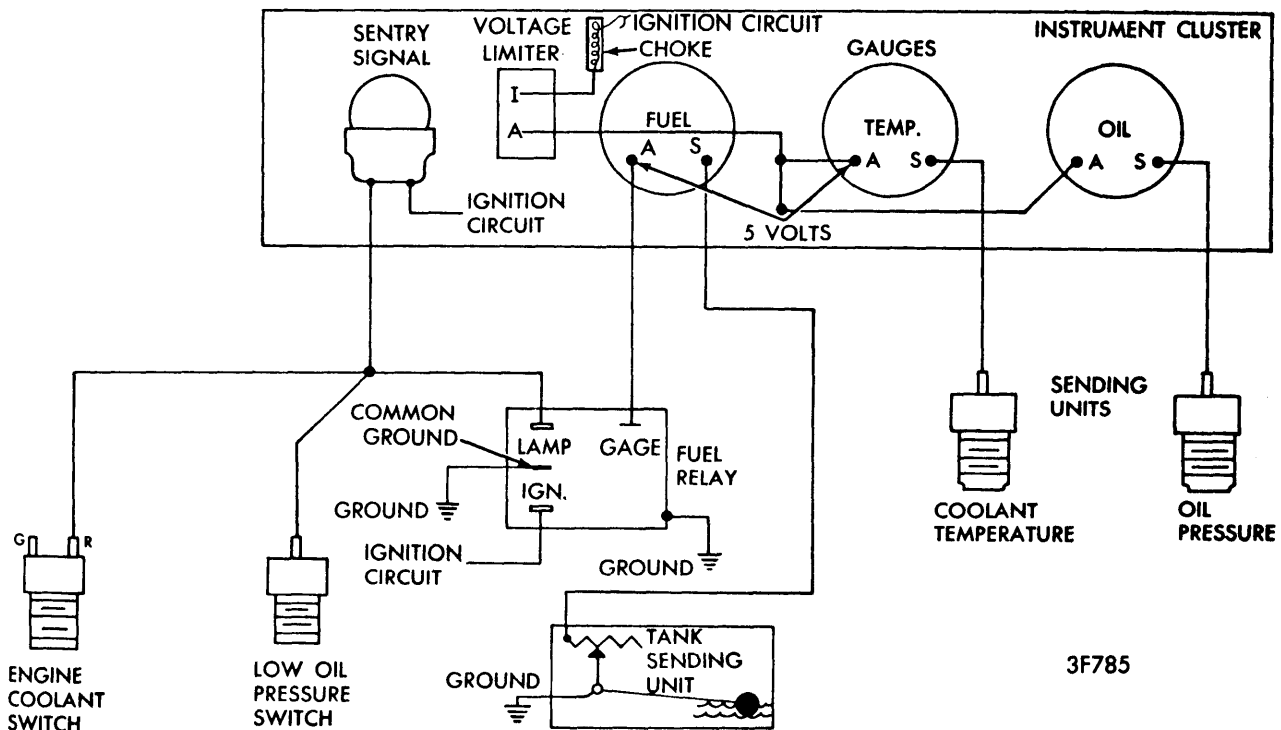 SENTRY
SIGNAL
VOLTAGE
LIMITER
IGNITION CIRCUIT
CHOKE
GAUGES
INSTRUMENT CLUSTER
I
A
FUEL
A S
TEMP.
A S
OIL
A S
IGNITION
CIRCUIT
5 VOLTS
COMMON
GROUND
LAMP GAGE
IGN.
FUEL
RELAY
GROUND
IGNITION
CIRCUIT
GROUND
SENDING
UNITS
COOLANT
TEMPERATURE
OIL
PRESSURE
G R
ENGINE
COOLANT
SWITCH
LOW OIL
PRESSURE
SWITCH
GROUND
TANK
SENDING
UNIT
3F785